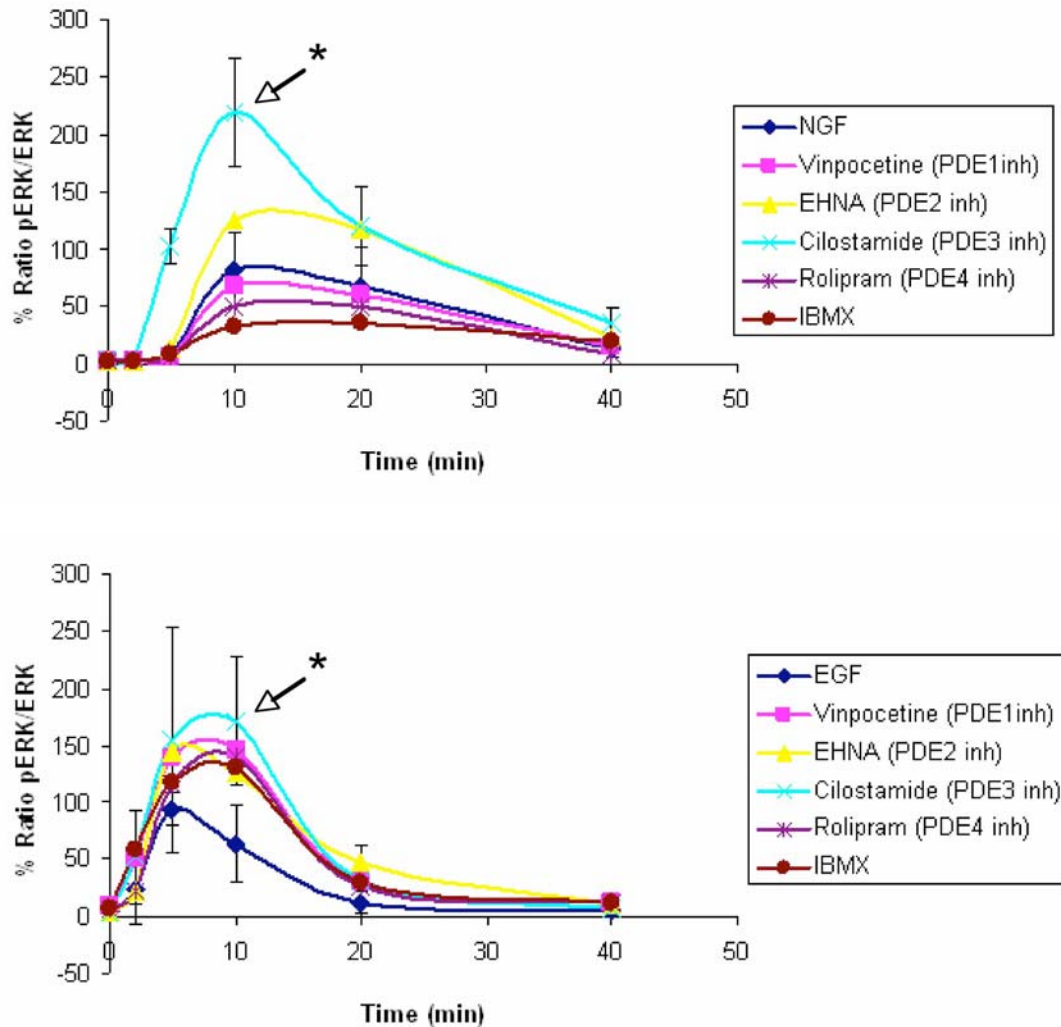 300
250
200
150
100
50
0
-50
% Ratio pERK/ERK
*
0 10 20 30 40 50
Time (min)
NGF
Vinpocetine (PDE1inh)
EHNA (PDE2 inh)
Cilostamide (PDE3 inh)
Rolipram (PDE4 inh)
IBMX
300
250
200
150
100
50
0
-50
% Ratio pERK/ERK
*
0 10 20 30 40 50
Time (min)
EGF
Vinpocetine (PDE1inh)
EHNA (PDE2 inh)
Cilostamide (PDE3 inh)
Rolipram (PDE4 inh)
IBMX